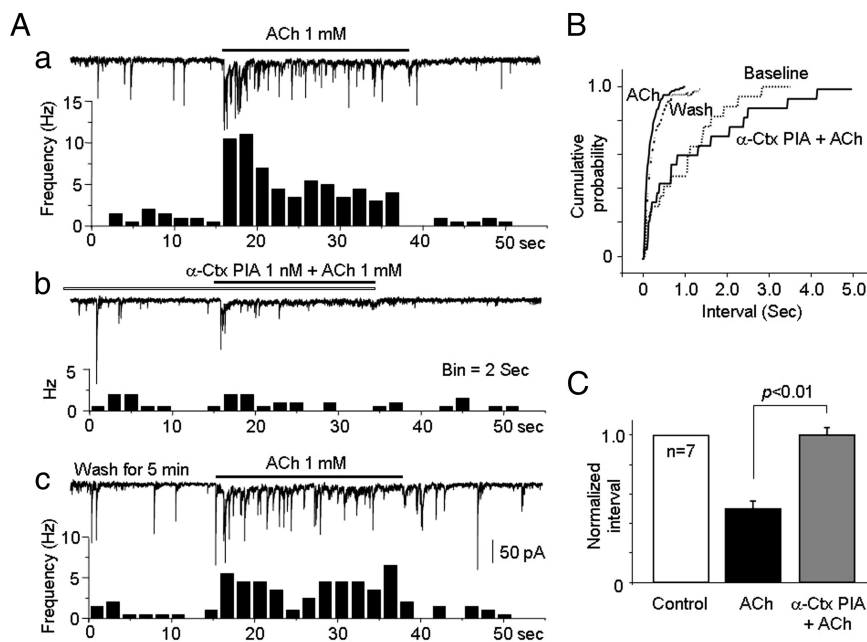 A
a
ACh 1 mM
15
10
5
0
Frequency (Hz)
0 10 20 30 40 50 sec
b
α-Ctx PIA 1 nM + ACh 1 mM
Bin = 2 Sec
5
0
Hz
0 10 20 30 40 50 sec
c
Wash for 5 min
ACh 1 mM
50 pA
10
5
0
Frequency (Hz)
0 10 20 30 40 50 sec
B
1.0
0
Cumulative probability
ACh
Wash
Baseline
α-Ctx PIA + ACh
0 1.0 2.0 3.0 4.0 5.0
Interval (Sec)
C
p<0.01
1.0
0
Normalized interval
n=7
Control
ACh
α-Ctx PIA
+ ACh